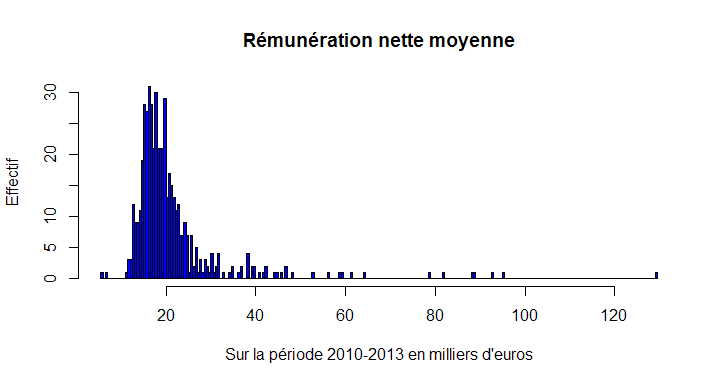 Rémunération nette moyenne
Effectif
30
20
10
5
0
20 40 60 80 100 120
Sur la période 2010-2013 en milliers d'euros